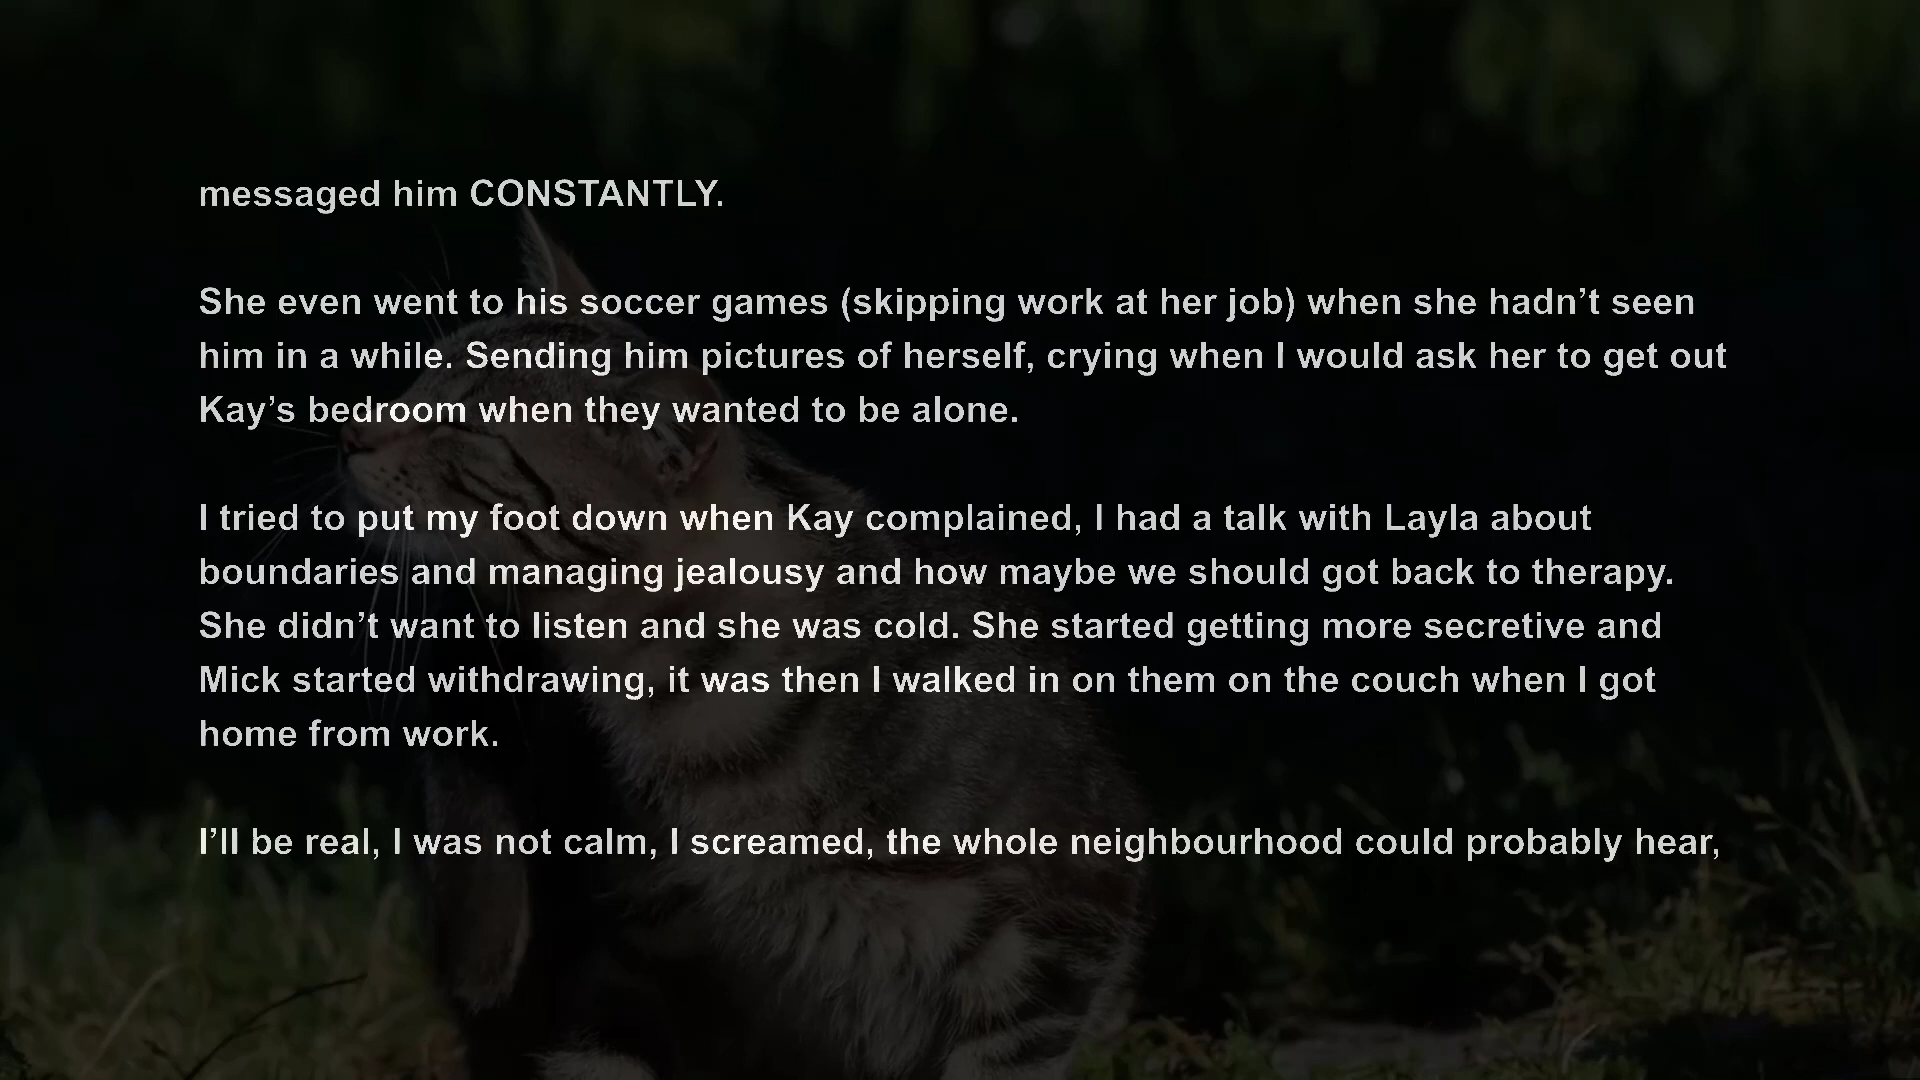 messaged him CONSTANTLY.
She even went to his soccer games (skipping work at her job) when she hadn’t seen
him in a while. Sending him pictures of herself, crying when I would ask her to get out
Kay’s bedroom when they wanted to be alone.
I tried to put my foot down when Kay complained, I had a talk with Layla about
boundaries and managing jealousy and how maybe we should got back to therapy.
She didn’t want to listen and she was cold. She started getting more secretive and
Mick started withdrawing, it was then I walked in on them on the couch when I got
home from work.
I’ll be real, I was not calm, I screamed, the whole neighbourhood could probably hear,